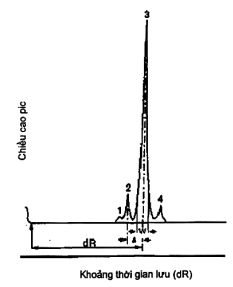 3
Chiều cao pic
2
1
4
W
Δ
dR
Khoảng thời gian lưu (dR)